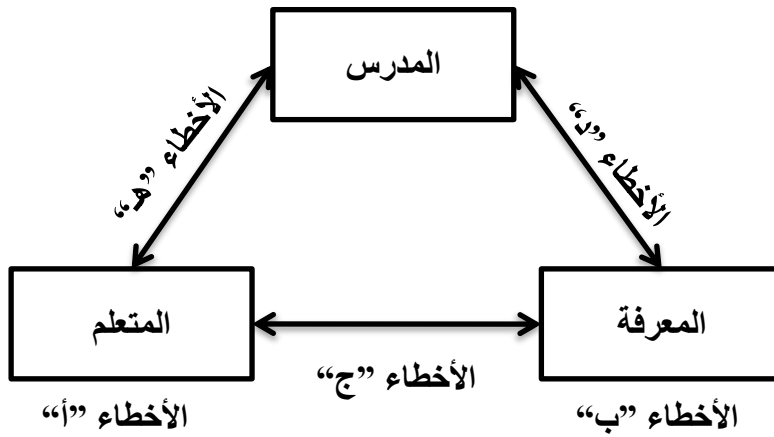 المدرس
الأخطاء ”هـ“
الأخطاء ”د“
المتعلم
المعرفة
الأخطاء ”ج“
الأخطاء ”أ“
الأخطاء ”ب“